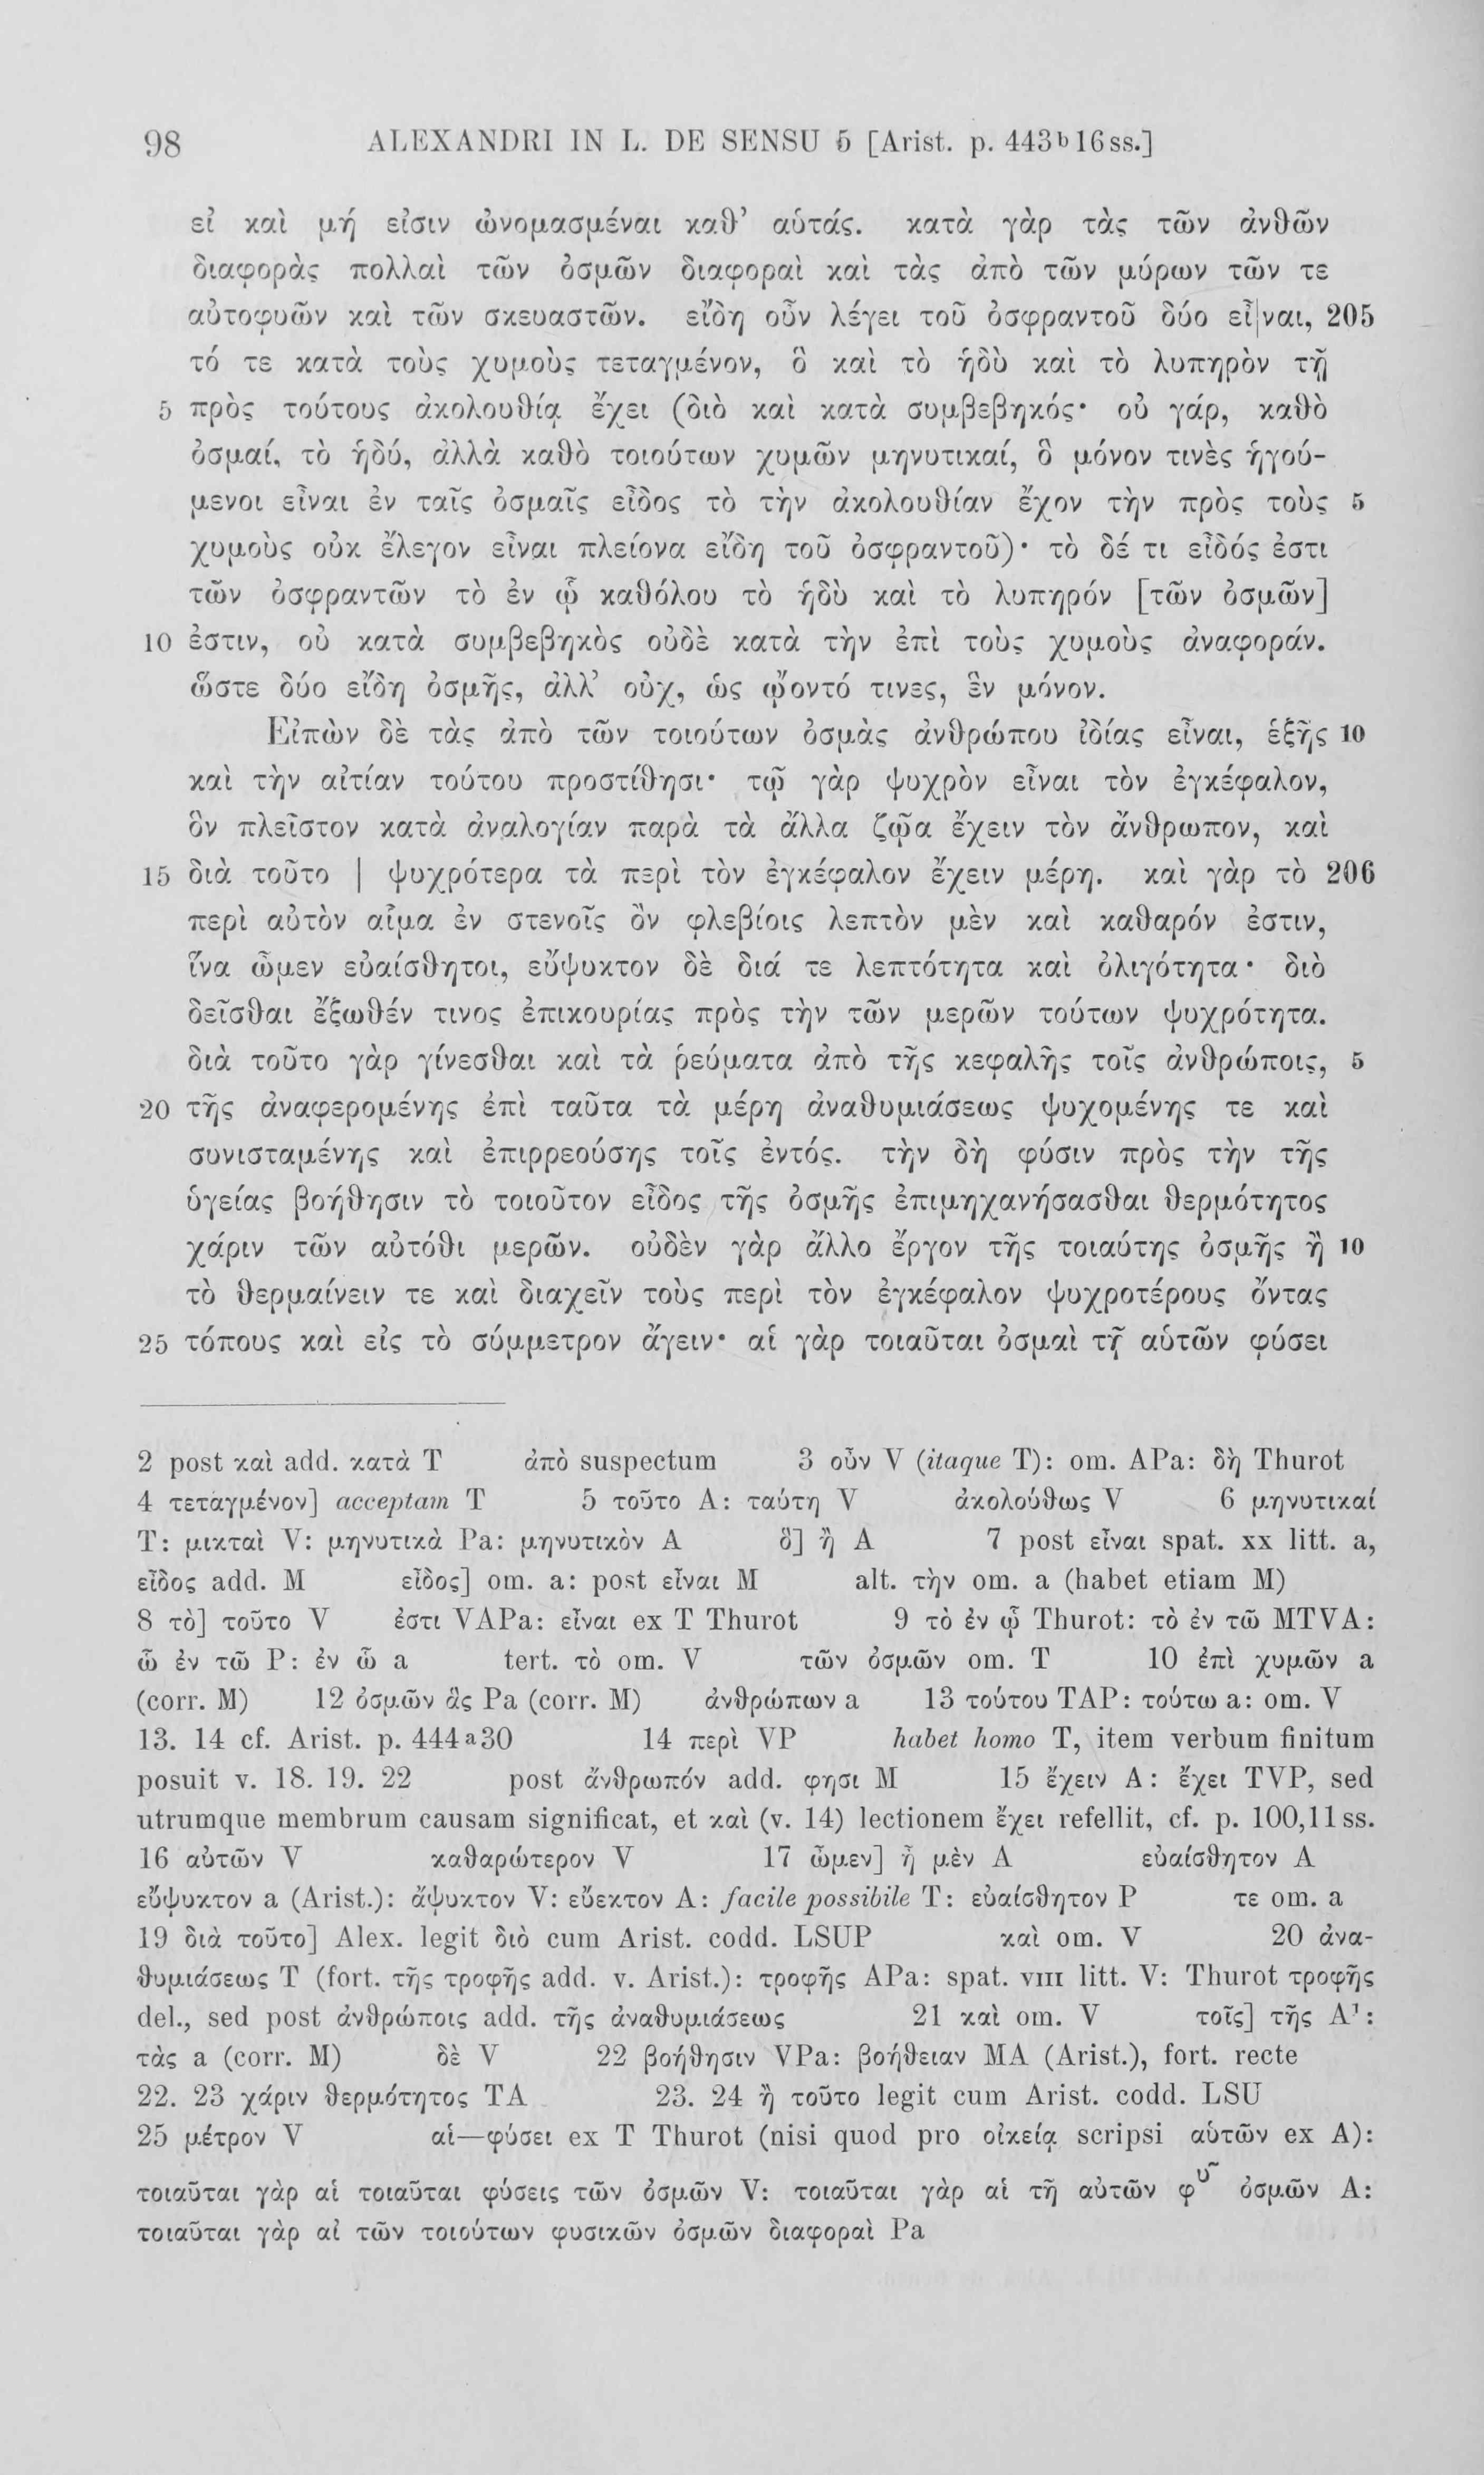 98 ALEXANDRI IN L. DE SENSU 5 [Arist. p. 443b16ss.]
εἰ καὶ μή εἰσιν ὠνομασμέναι καθ’ αὑτάς. κατὰ γὰρ τὰς τῶν ἀνθῶν
διαφορὰς πολλαὶ τῶν ὀσμῶν διαφοραὶ καὶ τὰς ἀπὸ τῶν μύρων τῶν τε
αὐτοφυῶν καὶ τῶν σκευαστῶν. εἴδη οὖν λέγει τοῦ ὀσφραντοῦ δύο εἶ|ναι, 205
τό τε κατὰ τοὺς χυμοὺς τεταγμένον, ὃ καὶ τὸ ἡδὺ καὶ τὸ λυπηρὸν τῇ
5 πρὸς τούτους ἀκολουθίᾳ ἔχει (διὸ καὶ κατὰ συμβεβηκός· οὐ γάρ, καθὸ
ὀσμαί, τὸ ἡδύ, ἀλλὰ καθὸ τοιούτων χυμῶν μηνυτικαί, ὃ μόνον τινὲς ἡγού-
μενοι εἶναι ἐν ταῖς ὀσμαῖς εἶδος τὸ τὴν ἀκολουθίαν ἔχον τὴν πρὸς τοὺς 5
χυμοὺς οὐκ ἔλεγον εἶναι πλείονα εἴδη τοῦ ὀσφραντοῦ)· τὸ δέ τι εἶδός ἐστι
τῶν ὀσφραντῶν τὸ ἐν ᾧ καθόλου τὸ ἡδὺ καὶ τὸ λυπηρόν [τῶν ὀσμῶν]
10 ἐστιν, οὐ κατὰ συμβεβηκὸς οὐδὲ κατὰ τὴν ἐπὶ τοὺς χυμοὺς ἀναφοράν.
ὥστε δύο εἴδη ὀσμῆς, ἀλλ’ οὐχ, ὡς ᾤοντό τινες, ἓν μόνον.
Εἰπὼν δὲ τὰς ἀπὸ τῶν τοιούτων ὀσμὰς ἀνθρώπου ἰδίας εἶναι, ἑξῆς 10
καὶ τὴν αἰτίαν τούτου προστίθησι· τῷ γὰρ ψυχρὸν εἶναι τὸν ἐγκέφαλον,
ὃν πλεῖστον κατὰ ἀναλογίαν παρὰ τὰ ἄλλα ζῷα ἔχειν τὸν ἄνθρωπον, καὶ
15 διὰ τοῦτο | ψυχρότερα τὰ περὶ τὸν ἐγκέφαλον ἔχειν μέρη. καὶ γὰρ τὸ 206
περὶ αὐτὸν αἷμα ἐν στενοῖς ὂν φλεβίοις λεπτὸν μὲν καὶ καθαρόν ἐστιν,
ἵνα ὦμεν εὐαίσθητοι, εὔψυκτον δὲ διά τε λεπτότητα καὶ ὀλιγότητα· διὸ
δεῖσθαι ἔξωθέν τινος ἐπικουρίας πρὸς τὴν τῶν μερῶν τούτων ψυχρότητα.
διὰ τοῦτο γὰρ γίνεσθαι καὶ τὰ ῥεύματα ἀπὸ τῆς κεφαλῆς τοῖς ἀνθρώποις, 5
20 τῆς ἀναφερομένης ἐπὶ ταῦτα τὰ μέρη ἀναθυμιάσεως ψυχομένης τε καὶ
συνισταμένης καὶ ἐπιρρεούσης τοῖς ἐντός. τὴν δὴ φύσιν πρὸς τὴν τῆς
ὑγείας βοήθησιν τὸ τοιοῦτον εἶδος τῆς ὀσμῆς ἐπιμηχανήσασθαι θερμότητος
χάριν τῶν αὐτόθι μερῶν. οὐδὲν γὰρ ἄλλο ἔργον τῆς τοιαύτης ὀσμῆς ἢ 10
τὸ θερμαίνειν τε καὶ διαχεῖν τοὺς περὶ τὸν ἐγκέφαλον ψυχροτέρους ὄντας
25 τόπους καὶ εἰς τὸ σύμμετρον ἄγειν· αἱ γὰρ τοιαῦται ὀσμαὶ τῇ αὑτῶν φύσει
2 post καὶ add. κατὰ T ἀπὸ suspectum 3 οὖν V (itaque T): om. APa: δὴ Thurot
4 τεταγμένον] acceptam T 5 τοῦτο A: ταύτη V ἀκολούθως V 6 μηνυτικαί
T: μικταὶ V: μηνυτικὰ Pa: μηνυτικὸν A ὃ] ἢ A 7 post εἶναι spat. xx litt. a,
εἶδος add. M εἶδος] om. a: post εἶναι M alt. τὴν om. a (habet etiam M)
8 τὸ] τοῦτο V ἐστι VAPa: εἶναι ex T Thurot 9 τὸ ἐν ᾧ Thurot: τὸ ἐν τῶ MTVA:
ὦ ἐν τῶ P: ἐν ὧ a tert. τὸ om. V τῶν ὀσμῶν om. T 10 ἐπὶ χυμῶν a
(corr. M) 12 ὀσμῶν ἃς Pa (corr. M) ἀνθρώπων a 13 τούτου TAP: τούτω a: om. V
13. 14 cf. Arist. p. 444a30 14 περὶ VP habet homo T, item verbum finitum
posuit v. 18. 19. 22 post ἄνθρωπόν add. φησι M 15 ἔχειν A: ἔχει TVP, sed
utrumque membrum causam significat, et καὶ (v. 14) lectionem ἔχει refellit, cf. p. 100,11ss.
16 αὐτῶν V καθαρώτερον V 17 ὦμεν] ἦ μὲν A εὐαίσθητον A
εὔψυκτον a (Arist.): ἄψυκτον V: εὔεκτον A: facile possibile T: εὐαίσθητον P τε om. a
19 διὰ τοῦτο] Alex. legit διὸ cum Arist. codd. LSUP καὶ om. V 20 ἀνα-
θυμιάσεως T (fort. τῆς τροφῆς add. v. Arist.): τροφῆς APa: spat. VIII litt. V: Thurot τροφῆς
del., sed post ἀνθρώποις add. τῆς ἀναθυμιάσεως 21 καὶ om. V τοῖς] τῆς A¹:
τὰς a (corr. M) δὲ V 22 βοήθησιν VPa: βοήθειαν MA (Arist.), fort. recte
22. 23 χάριν θερμότητος TA 23. 24 ἢ τοῦτο legit cum Arist. codd. LSU
25 μέτρον V αἱ—φύσει ex T Thurot (nisi quod pro οἰκείᾳ scripsi αὑτῶν ex A):
τοιαῦται γὰρ αἱ τοιαῦται φύσεις τῶν ὀσμῶν V: τοιαῦται γὰρ αἱ τῆ αὐτῶν φυ῀ ὀσμῶν A:
τοιαῦται γὰρ αἱ τῶν τοιούτων φυσικῶν ὀσμῶν διαφοραὶ Pa